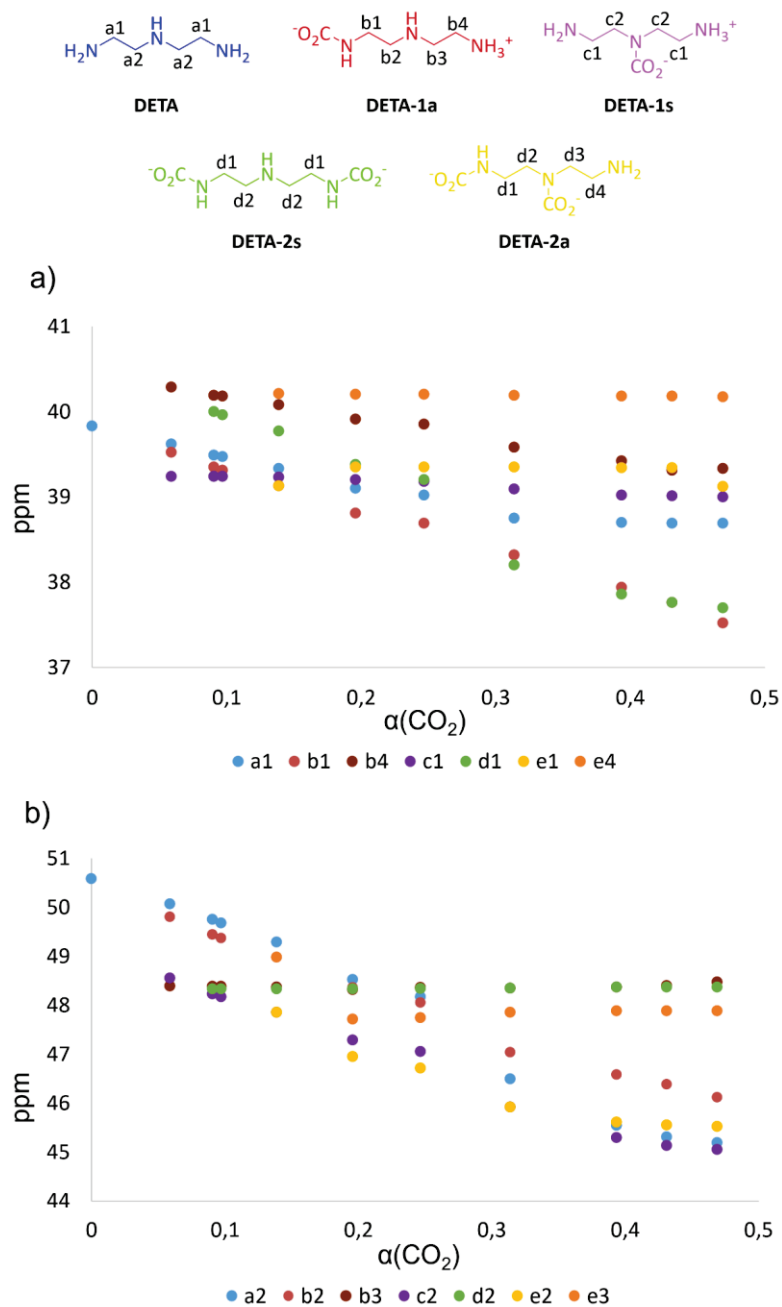 a1 H a1
H₂N N NH₂
a2 a2
DETA
⁻O₂C b1 H b4
N N NH₃⁺
H b2 b3
DETA-1a
H₂N c2 c2 NH₃⁺
c1 N c1
CO₂⁻
DETA-1s
⁻O₂C d1 H d1 CO₂⁻
N N N
H d2 d2 H
DETA-2s
⁻O₂C H d2 d3 NH₂
N d1 N d4
CO₂⁻
DETA-2a
a)
41
40
39
38
37
ppm
0 0,1 0,2 0,3 0,4 0,5
α(CO₂)
a1 b1 b4 c1 d1 e1 e4
b)
51
50
49
48
47
46
45
44
ppm
0 0,1 0,2 0,3 0,4 0,5
α(CO₂)
a2 b2 b3 c2 d2 e2 e3